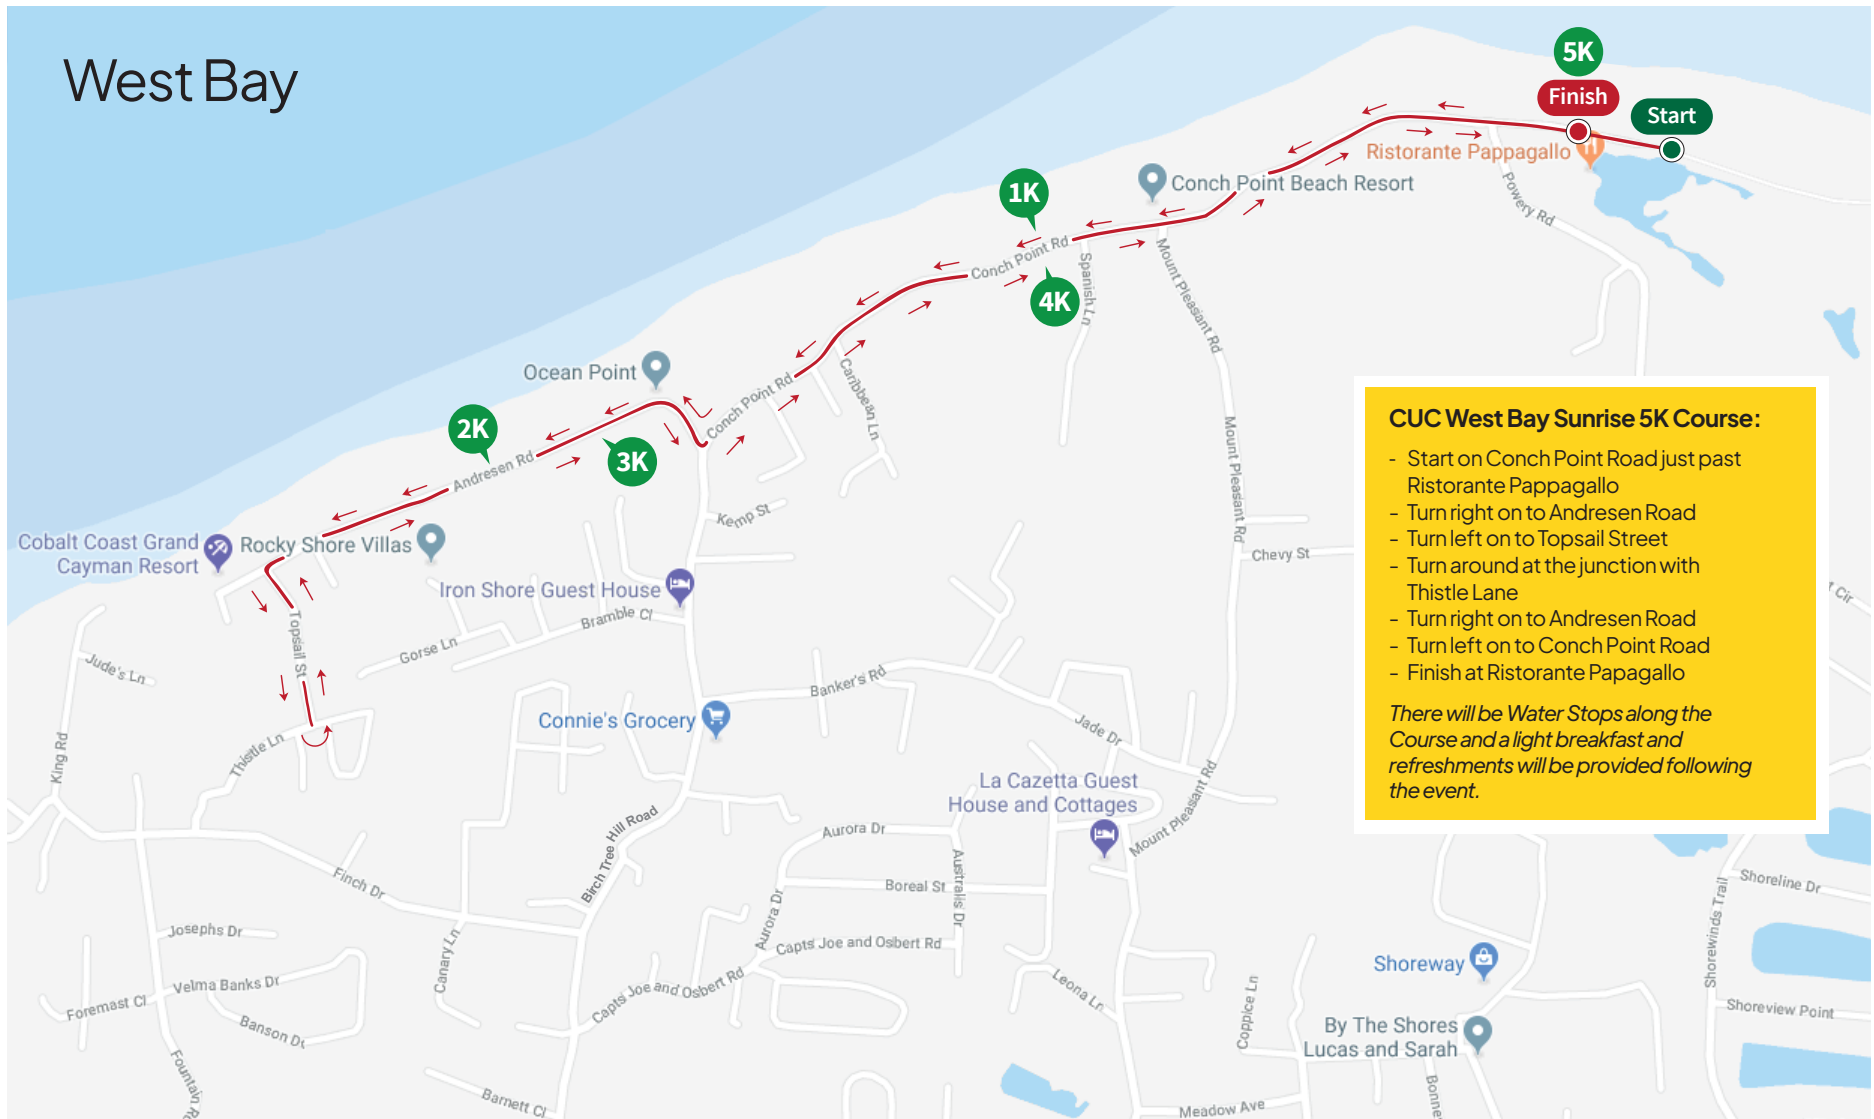 West Bay
5K
Finish
Start
Ristorante Pappagallo
Powery Rd
1K
Conch Point Beach Resort
Conch Point Rd
4K
Spanish Ln
Mount Pleasant Rd
Ocean Point
Conch Point Rd
Caribbean Ln
2K
3K
Andresen Rd
Mount Pleasant Rd
Kemp St
Chevy St
Cobalt Coast Grand
Cayman Resort
Rocky Shore Villas
Iron Shore Guest House
Bramble Cl
Topsail St
Gorse Ln
Jude's Ln
Banker's Rd
Connie's Grocery
Jade Dr
King Rd
Thistle Ln
La Cazetta Guest
House and Cottages
Mount Pleasant Rd
Birch Tree Hill Road
Aurora Dr
Finch Dr
Boreal St
Australis Dr
Aurora Dr
Josephs Dr
Capts Joe and Osbert Rd
Canary Ln
Velma Banks Dr
Foremast Cl
Capts Joe and Osbert Rd
Leona Ln
Banson Dr
Coppice Ln
Fountain R
Barnett Cl
Meadow Ave
Bonne
Shoreway
By The Shores
Lucas and Sarah
Shorewinds Trail
Shoreline Dr
Shoreview Point
Cir
CUC West Bay Sunrise 5K Course:
- Start on Conch Point Road just past
Ristorante Pappagallo
- Turn right on to Andresen Road
- Turn left on to Topsail Street
- Turn around at the junction with
Thistle Lane
- Turn right on to Andresen Road
- Turn left on to Conch Point Road
- Finish at Ristorante Papagallo
There will be Water Stops along the
Course and a light breakfast and
refreshments will be provided following
the event.